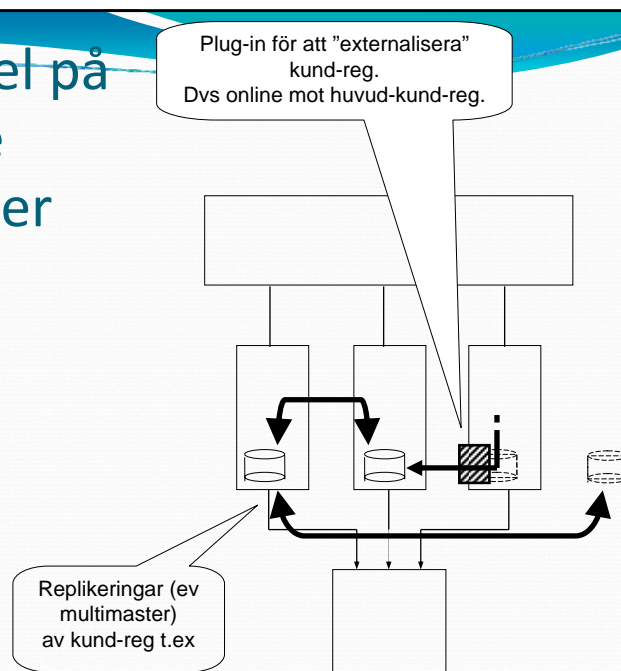 el på
e
er
Plug-in för att ”externalisera”
kund-reg.
Dvs online mot huvud-kund-reg.
Replikeringar (ev
multimaster)
av kund-reg t.ex